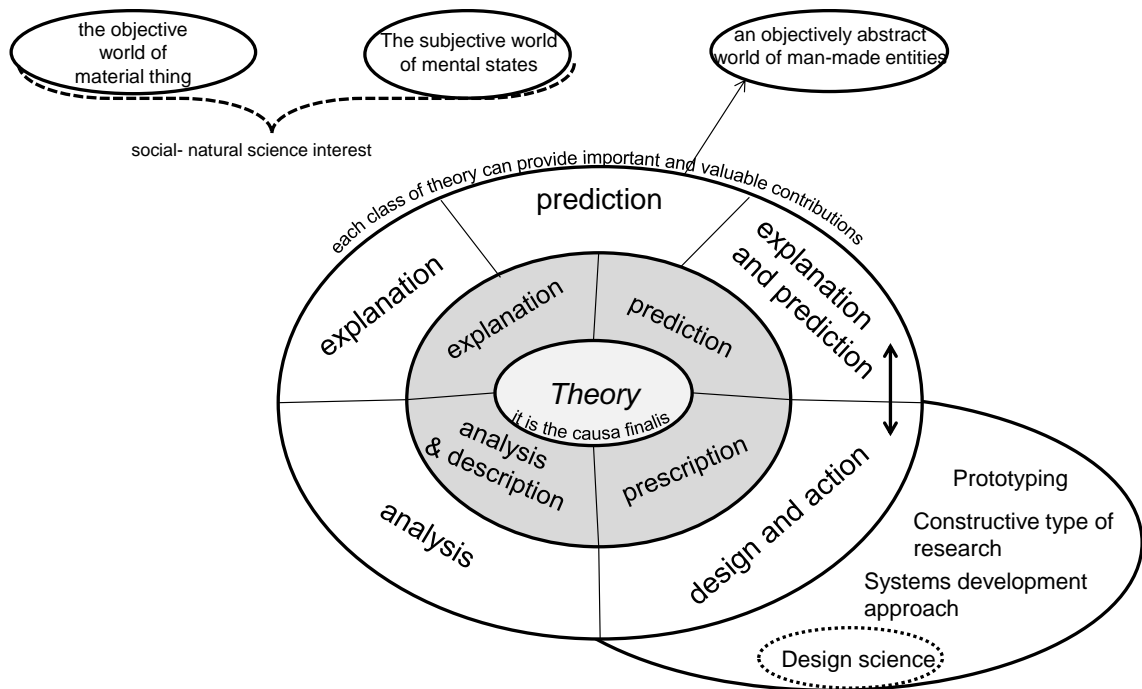 the objective
world of
material thing
The subjective world
of mental states
an objectively abstract
world of man-made entities
social- natural science interest
each class of theory can provide important and valuable contributions
prediction
explanation
explanation
and prediction
explanation
prediction
Theory
it is the causa finalis
analysis
& description
prescription
analysis
design and action
Prototyping
Constructive type of
research
Systems development
approach
Design science